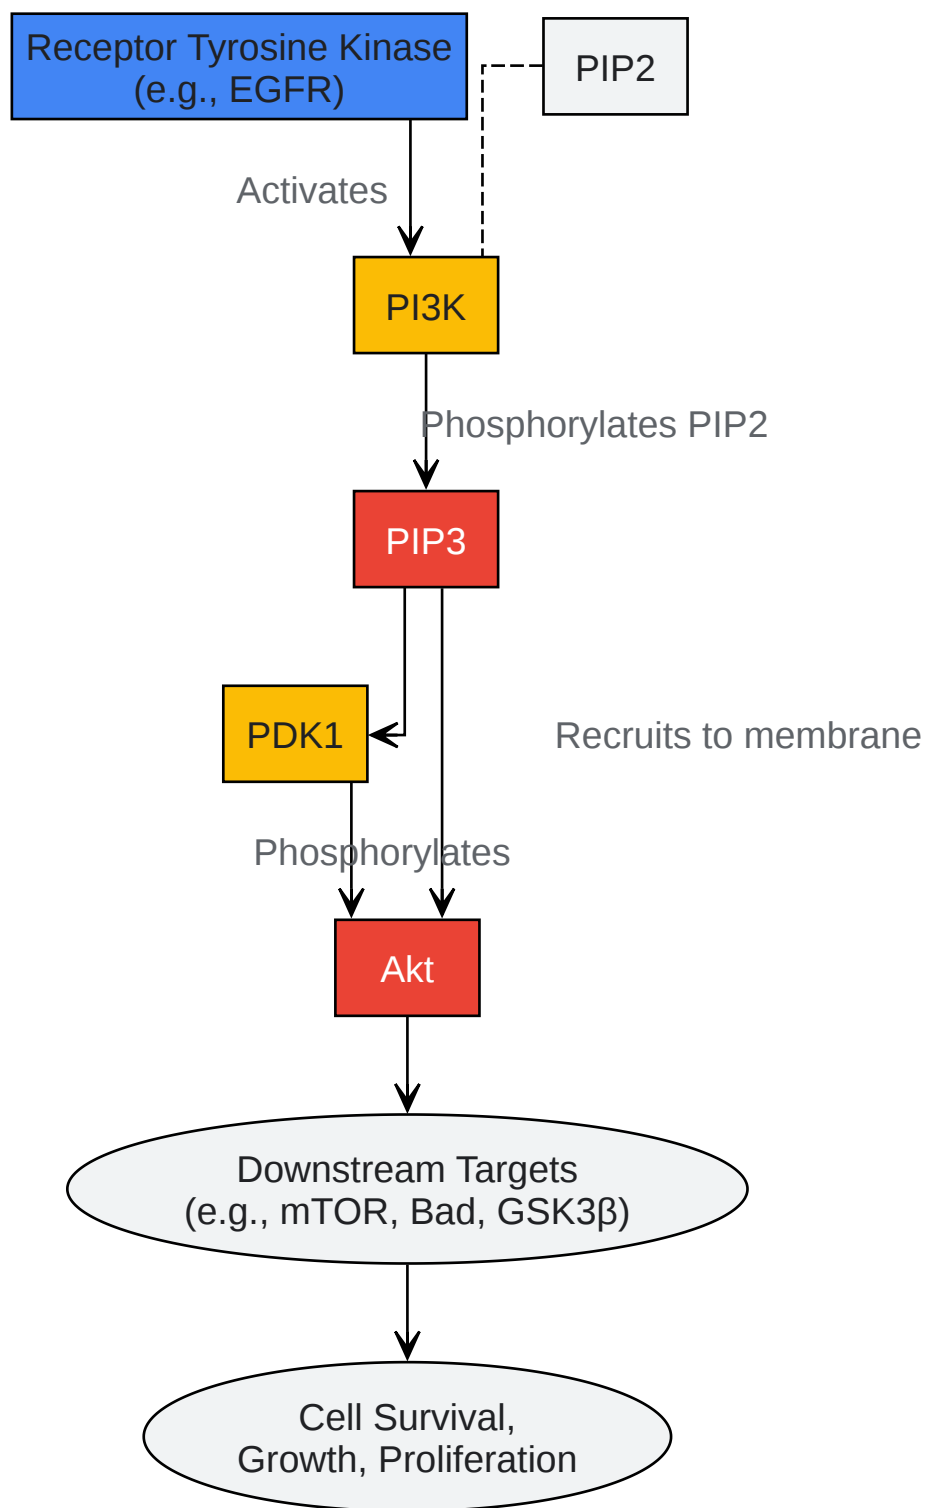 Receptor Tyrosine Kinase
(e.g., EGFR)
PIP2
Activates
PI3K
Phosphorylates PIP2
PIP3
PDK1
Recruits to membrane
Phosphorylates
Akt
Downstream Targets
(e.g., mTOR, Bad, GSK3β)
Cell Survival,
Growth, Proliferation